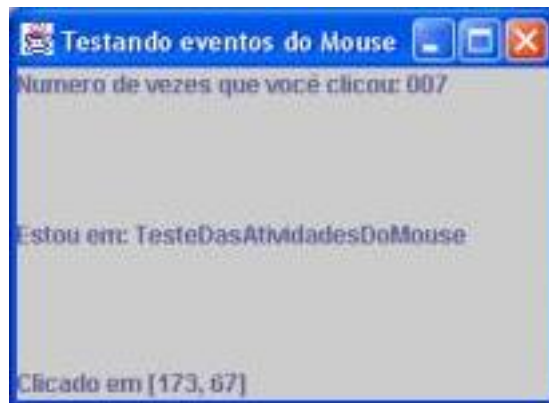 Testando eventos do Mouse
Numero de vezes que você clicou: 007
Estou em: TesteDasAtividadesDoMouse
Clicado em [173, 67]